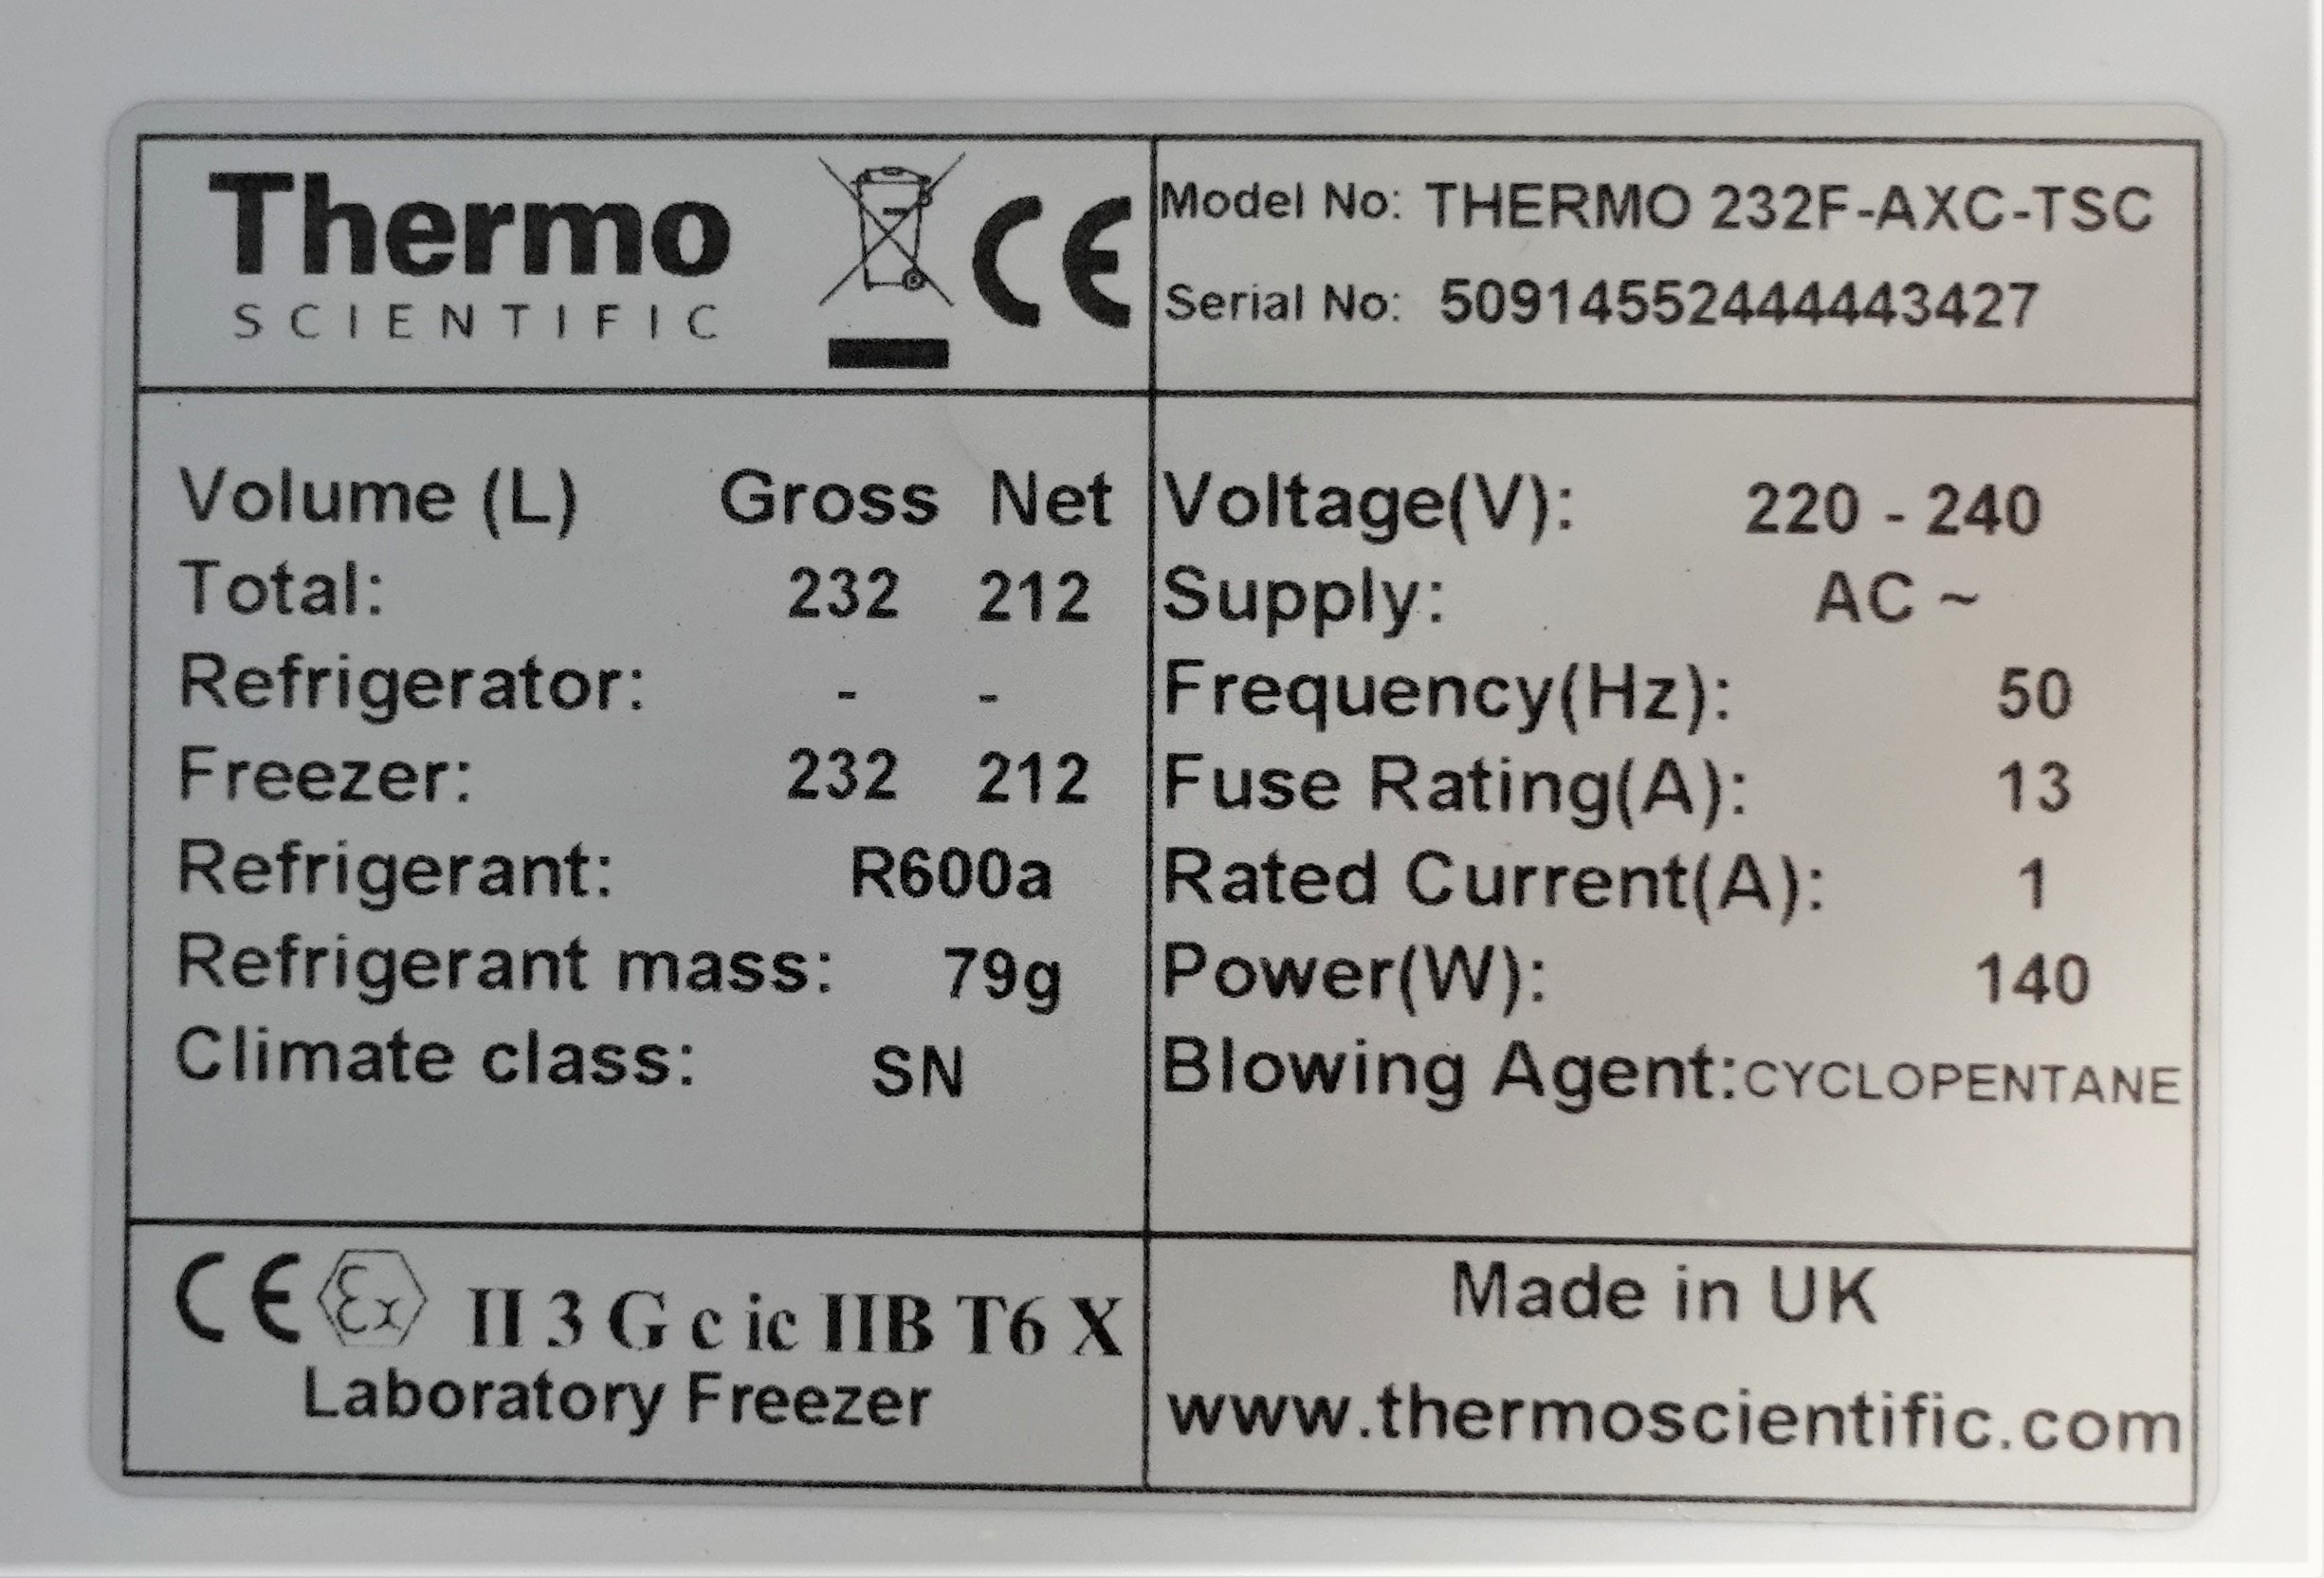 Thermo
SCIENTIFIC
CE
Model No: THERMO 232F-AXC-TSC
Serial No: 50914552444443427
Volume (L) Gross Net
Total: 232 212
Refrigerator: - -
Freezer: 232 212
Refrigerant: R600a
Refrigerant mass: 79g
Climate class: SN
Voltage(V): 220 - 240
Supply: AC ~
Frequency(Hz): 50
Fuse Rating(A): 13
Rated Current(A): 1
Power(W): 140
Blowing Agent: CYCLOPENTANE
CE Ex II 3 G c ic IIB T6 X
Laboratory Freezer
Made in UK
www.thermoscientific.com